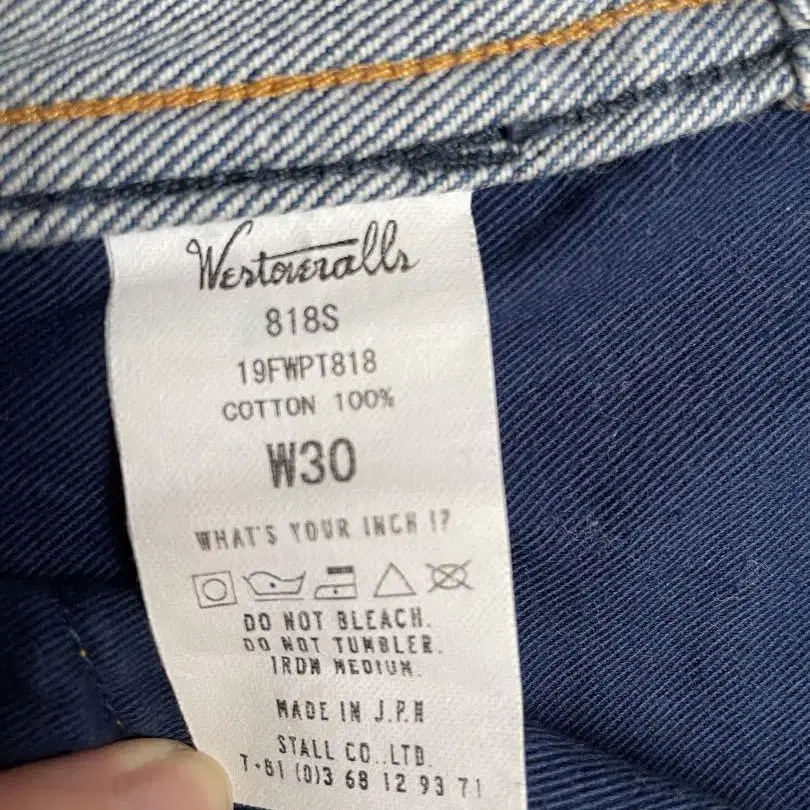 Westoveralls
818S
19FWPT818
COTTON 100%
W30
WHAT'S YOUR INCH !?
DO NOT BLEACH.
DO NOT TUMBLER.
IRON MEDIUM.
MADE IN J.P.N
STALL CO.,LTD.
T+81 (0)3 68 12 93 71